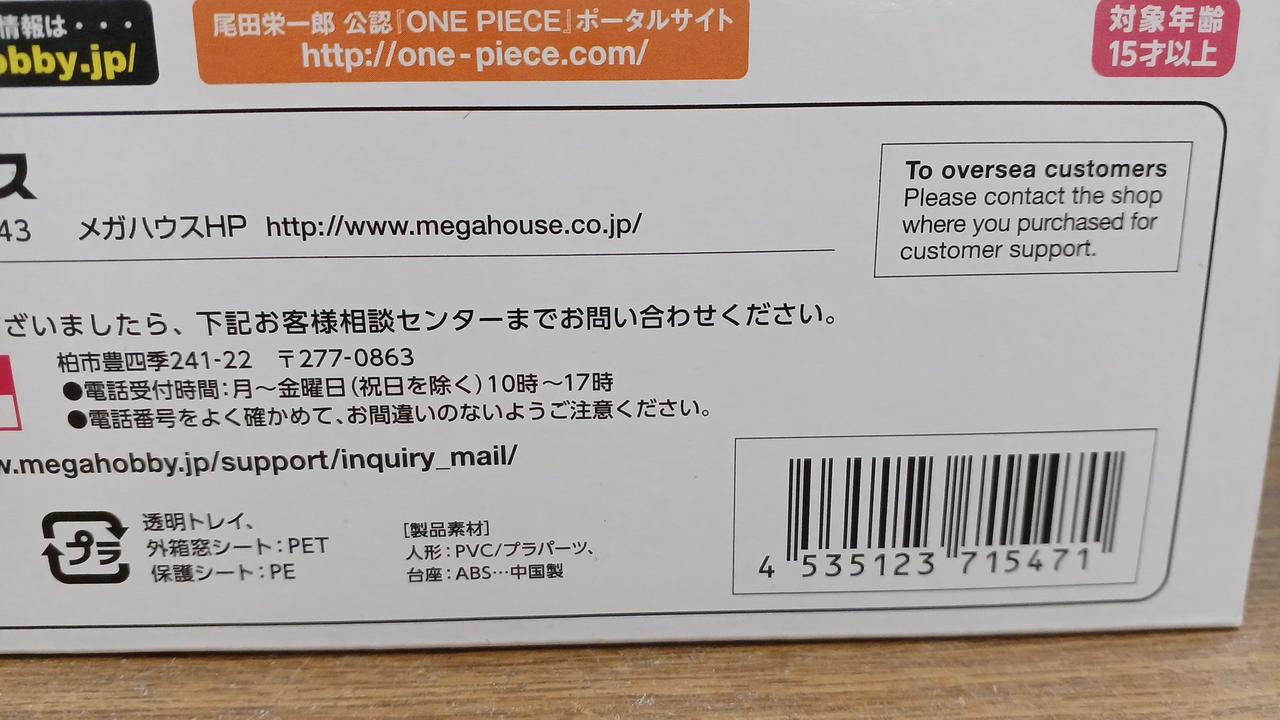 情報は・・・
obby.jp/
尾田栄一郎 公認『ONE PIECE』ポータルサイト
http://one-piece.com/
対象年齢
15才以上
ス
43 メガハウスHP http://www.megahouse.co.jp/
To oversea customers
Please contact the shop
where you purchased for
customer support.
ざいましたら、下記お客様相談センターまでお問い合わせください。
柏市豊四季241-22 〒277-0863
●電話受付時間:月～金曜日(祝日を除く)10時～17時
●電話番号をよく確かめて、お間違いのないようご注意ください。
w.megahobby.jp/support/inquiry_mail/
プラ
透明トレイ、
外箱窓シート:PET
保護シート:PE
[製品素材]
人形:PVC/プラパーツ、
台座:ABS…中国製
4 535123 715471